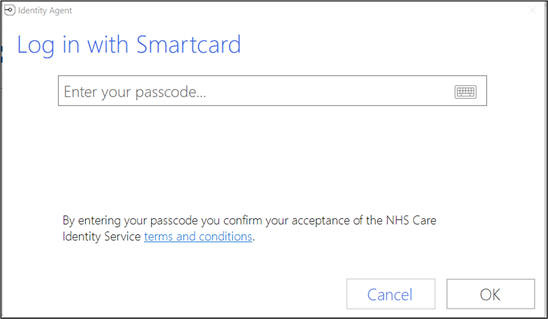 Identity Agent
Log in with Smartcard
Enter your passcode...
By entering your passcode you confirm your acceptance of the NHS Care
Identity Service terms and conditions.
Cancel
OK